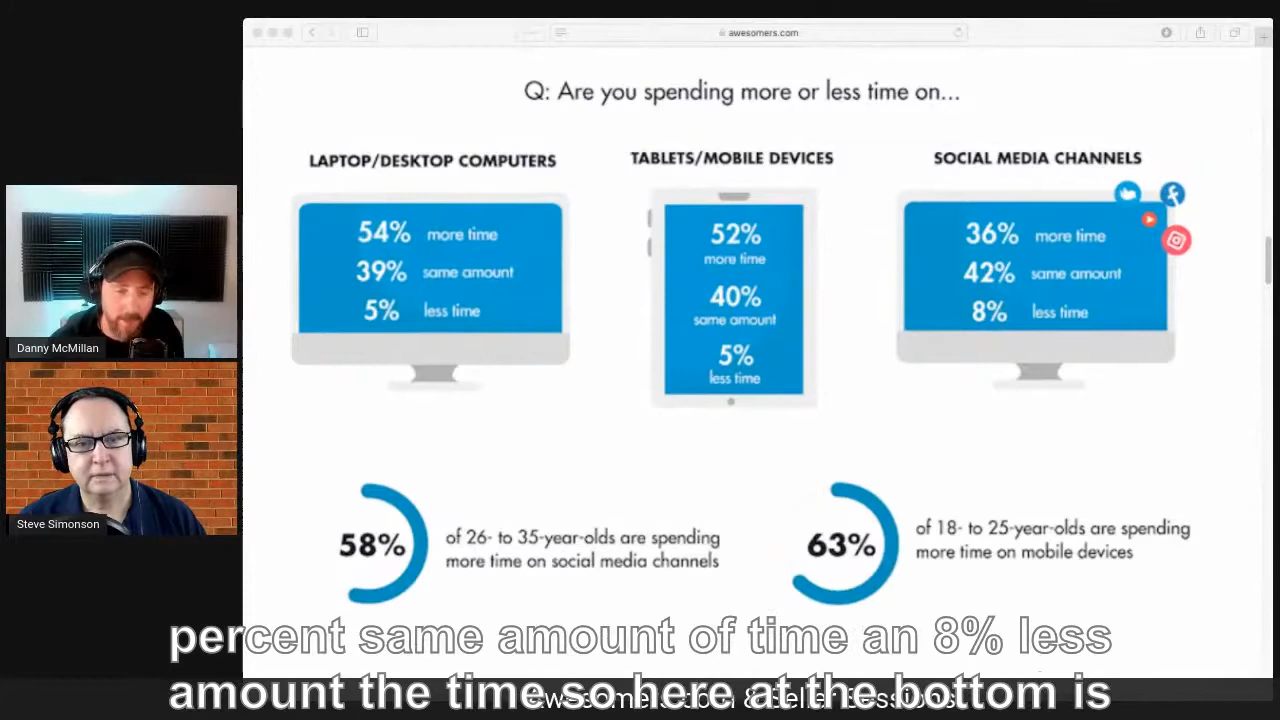 awesomers.com
Q: Are you spending more or less time on...
LAPTOP/DESKTOP COMPUTERS
54% more time
39% same amount
5% less time
TABLETS/MOBILE DEVICES
52%
more time
40%
same amount
5%
less time
SOCIAL MEDIA CHANNELS
36% more time
42% same amount
8% less time
Danny McMillan
Steve Simonson
58%
of 26- to 35-year-olds are spending
more time on social media channels
63%
of 18- to 25-year-olds are spending
more time on mobile devices
percent same amount of time an 8% less
amount the time so here at the bottom is